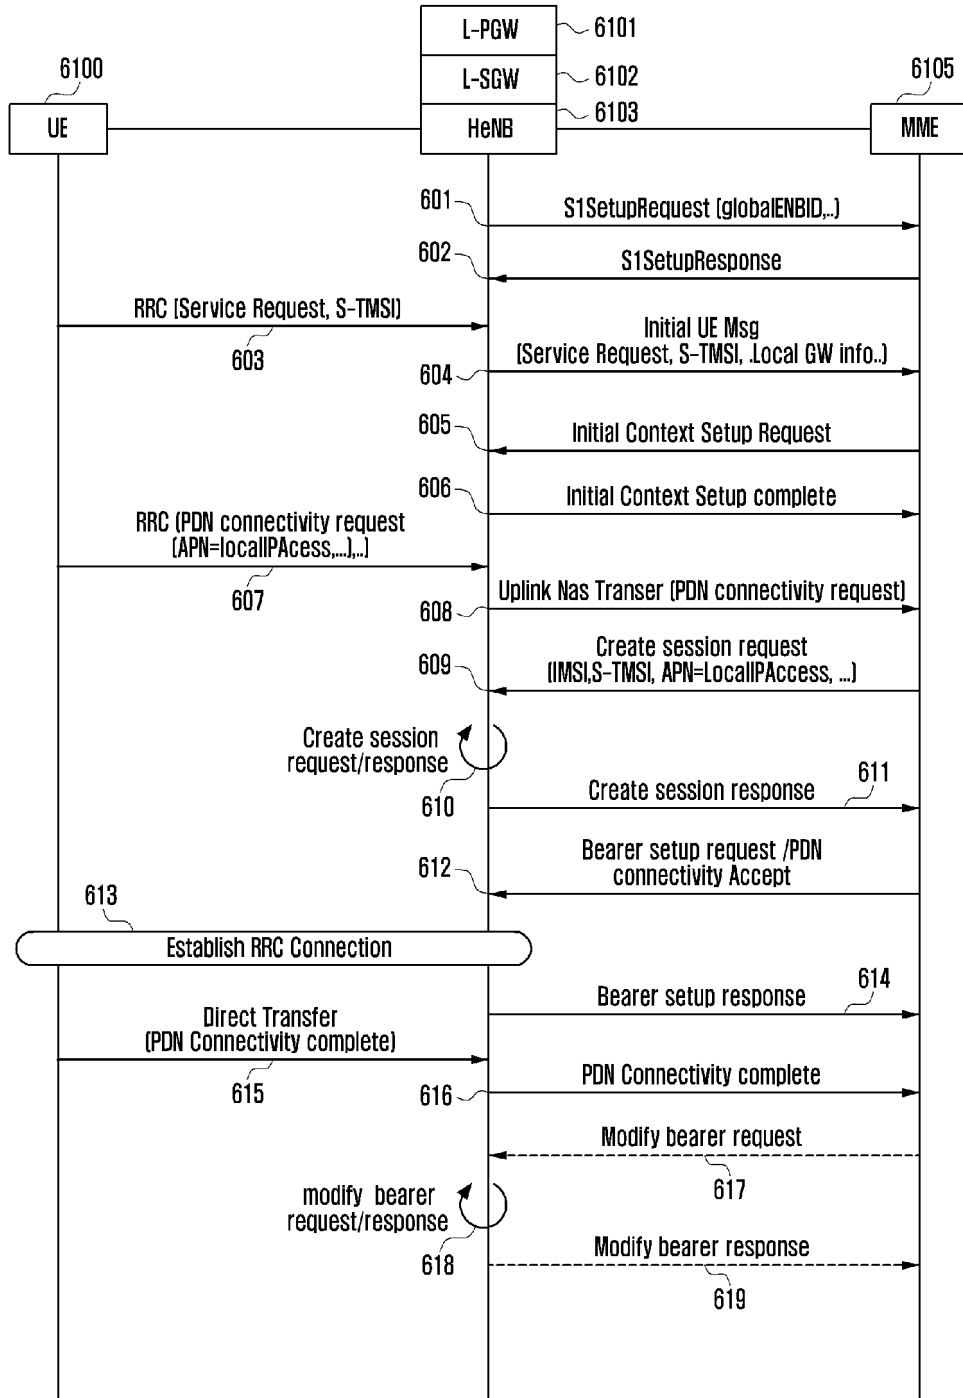 L-PGW
6101
L-SGW
6102
6100
6103
6105
UE
HeNB
MME
601
S1SetupRequest (globalENBID,..)
602
S1SetupResponse
RRC (Service Request, S-TMSI)
603
Initial UE Msg
(Service Request, S-TMSI, .Local GW info..)
604
605
Initial Context Setup Request
606
Initial Context Setup complete
RRC (PDN connectivity request
(APN=localIPAcess,...),..)
607
Uplink Nas Transer (PDN connectivity request)
608
Create session request
(IMSI,S-TMSI, APN=LocalIPAccess, ...)
609
Create session
request/response
610
611
Create session response
Bearer setup request /PDN
connectivity Accept
612
613
Establish RRC Connection
614
Bearer setup response
Direct Transfer
(PDN Connectivity complete)
615
PDN Connectivity complete
616
Modify bearer request
617
modify bearer
request/response
618
Modify bearer response
619